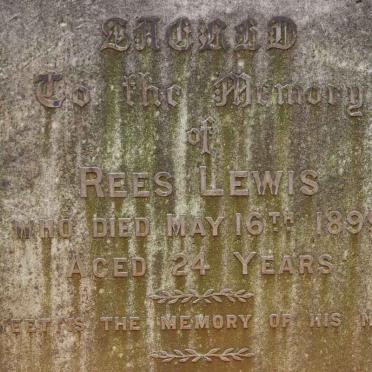 SACRED
To the Memory
of
REES LEWIS
WHO DIED MAY 16TH 189
AGED 24 YEARS
IS THE MEMORY OF HIS